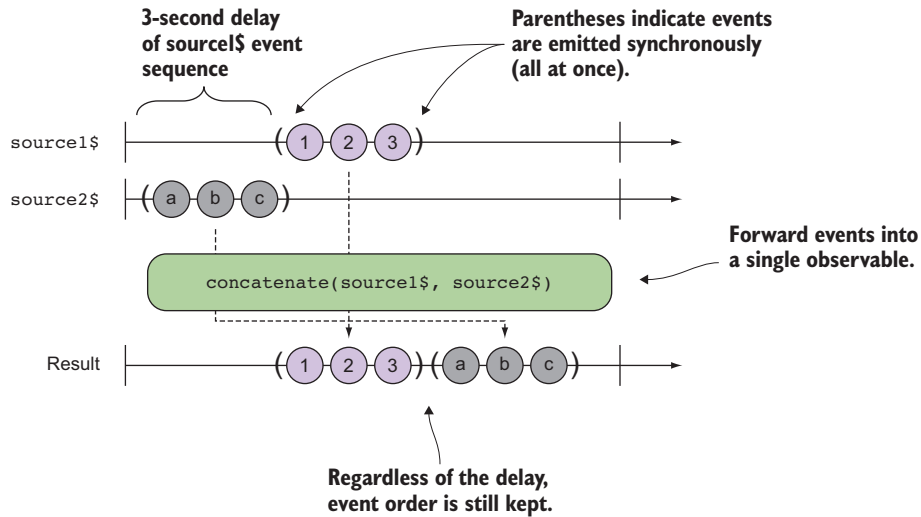 3-second delay
of source1$ event
sequence
Parentheses indicate events
are emitted synchronously
(all at once).
source1$
( 1 2 3 )
source2$
( a b c )
Forward events into
a single observable.
concatenate(source1$, source2$)
Result
( 1 2 3 ) ( a b c )
Regardless of the delay,
event order is still kept.